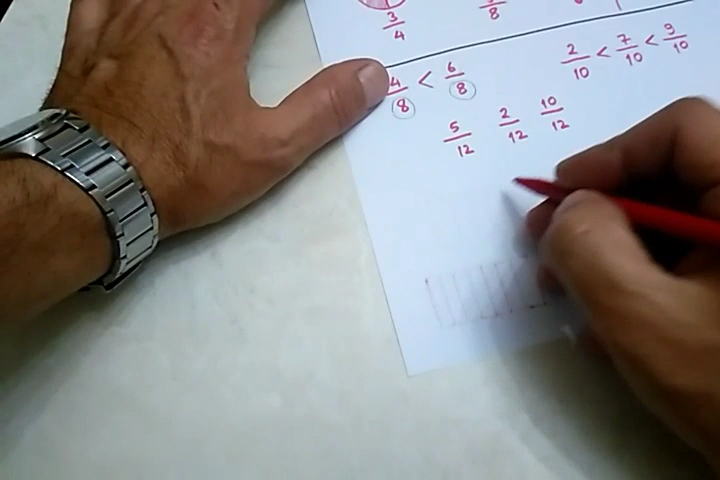 3/4
/8
4/8 < 6/8
2/10 < 7/10 < 9/10
5/12 2/12 10/12